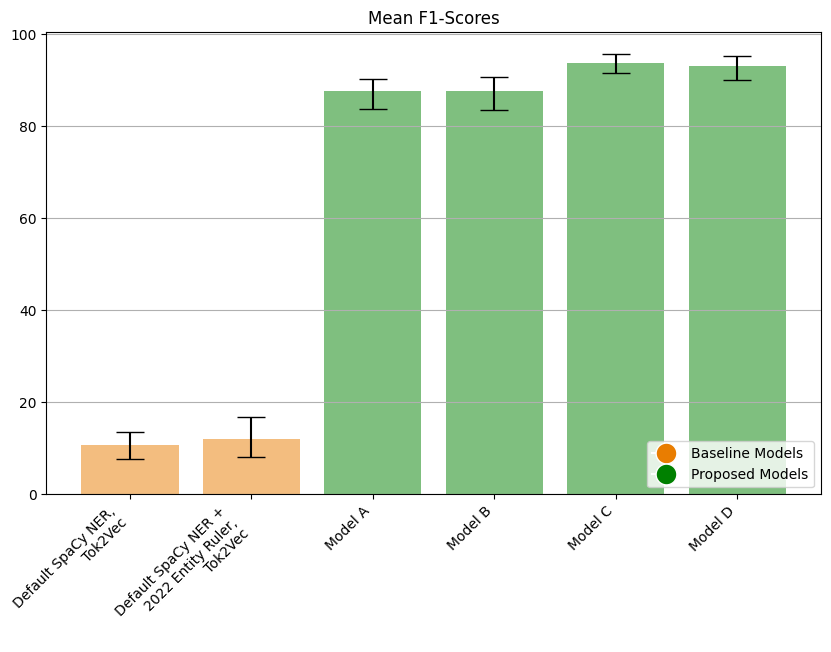 Mean F1-Scores
100
80
60
40
20
0
Default SpaCy NER,
Tok2Vec
Default SpaCy NER +
2022 Entity Ruler,
Tok2Vec
Model A
Model B
Model C
Model D
Baseline Models
Proposed Models